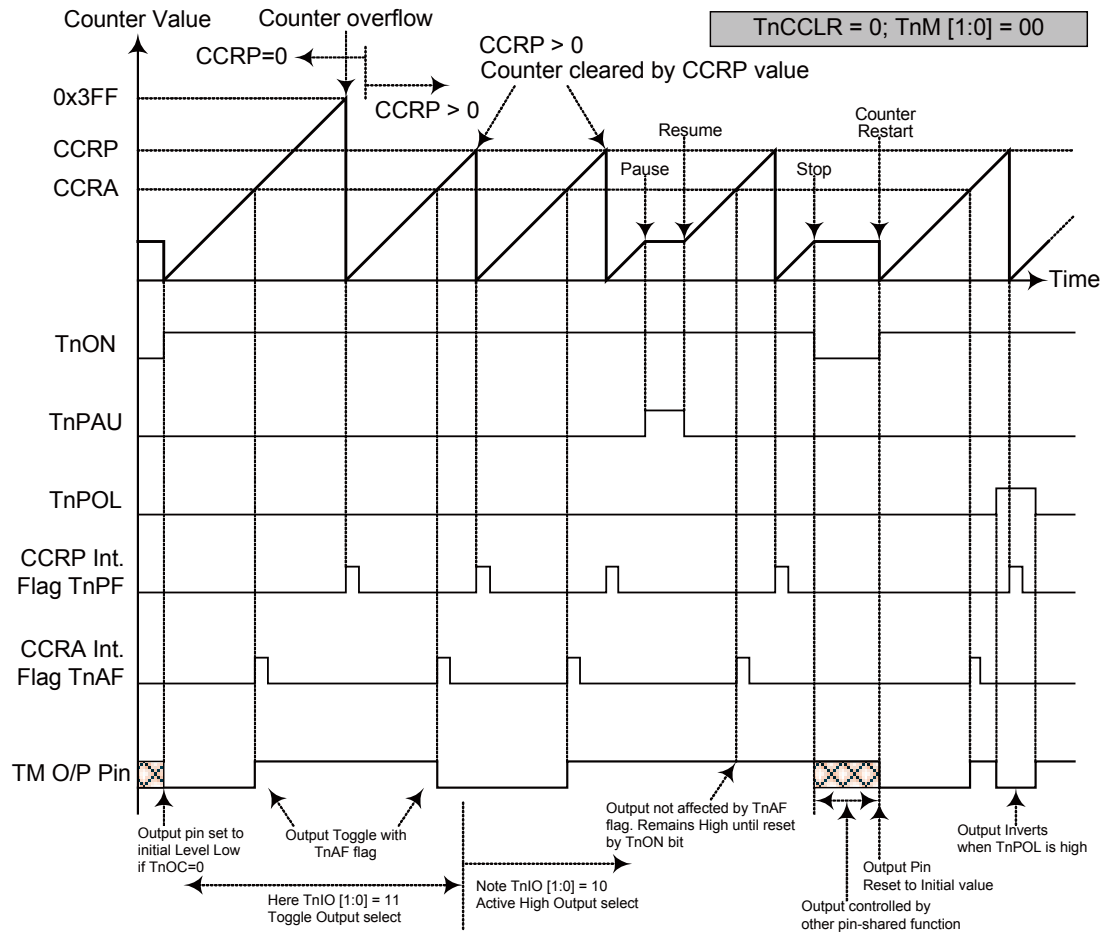 Counter Value
Counter overflow
TnCCLR = 0; TnM [1:0] = 00
CCRP=0
CCRP > 0
CCRP > 0
Counter cleared by CCRP value
0x3FF
CCRP
CCRA
Pause
Resume
Stop
Counter
Restart
Time
TnON
TnPAU
TnPOL
CCRP Int.
Flag TnPF
CCRA Int.
Flag TnAF
TM O/P Pin
Output pin set to
initial Level Low
if TnOC=0
Output Toggle with
TnAF flag
Here TnIO [1:0] = 11
Toggle Output select
Note TnIO [1:0] = 10
Active High Output select
Output not affected by TnAF
flag. Remains High until reset
by TnON bit
Output controlled by
other pin-shared function
Output Pin
Reset to Initial value
Output Inverts
when TnPOL is high